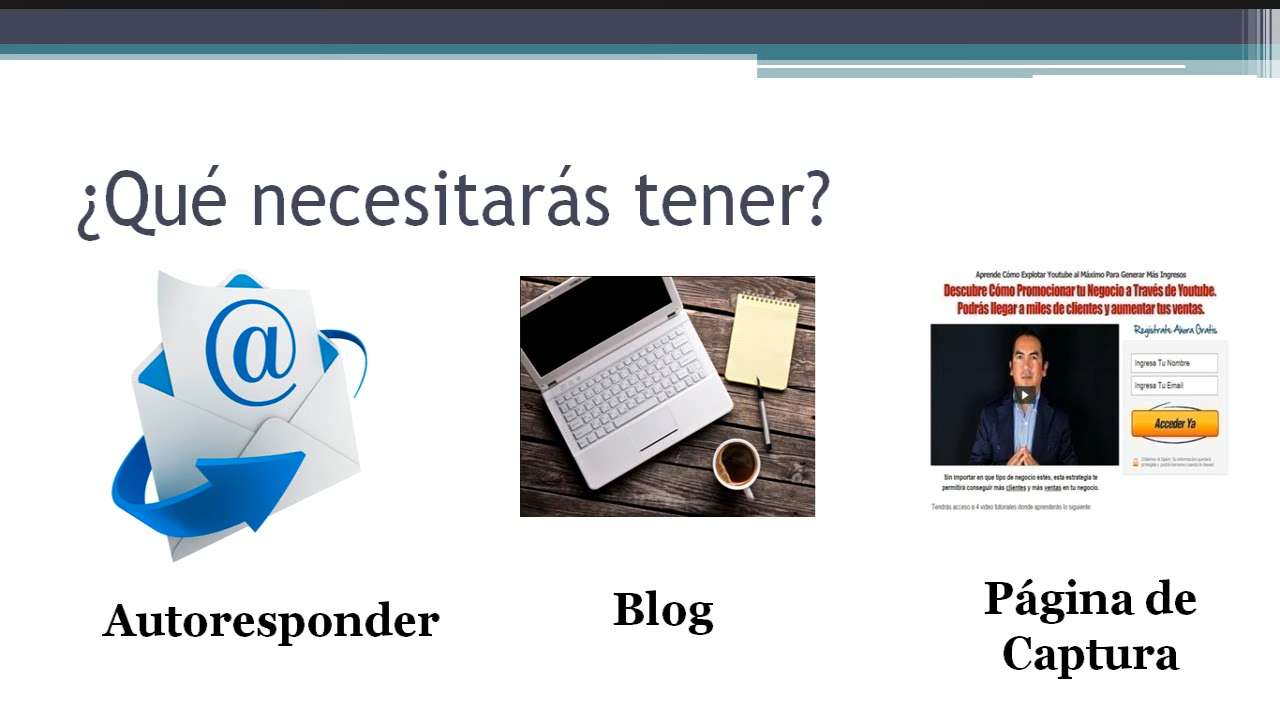 ¿Qué necesitarás tener?
@
Aprende Cómo Explotar Youtube al Máximo Para Generar Más Ingresos
Descubre Cómo Promocionar tu Negocio a Través de Youtube.
Podrás llegar a miles de clientes y aumentar tus ventas.
Registrate Ahora Gratis
Ingresa Tu Nombre
Ingresa Tu Email
Acceder Ya
Sin importar en que tipo de negocio estés, esta estrategia te
permitirá conseguir más clientes y más ventas en tu negocio.
Tendrás acceso a 4 video tutoriales donde aprenderás lo siguiente:
Autoresponder
Blog
Página de
Captura